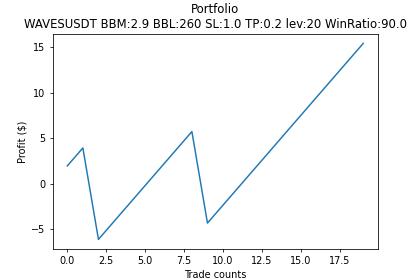 Portfolio
WAVESUSDT BBM:2.9 BBL:260 SL:1.0 TP:0.2 lev:20 WinRatio:90.0
15
10
5
0
−5
Profit ($)
0.0 2.5 5.0 7.5 10.0 12.5 15.0 17.5
Trade counts